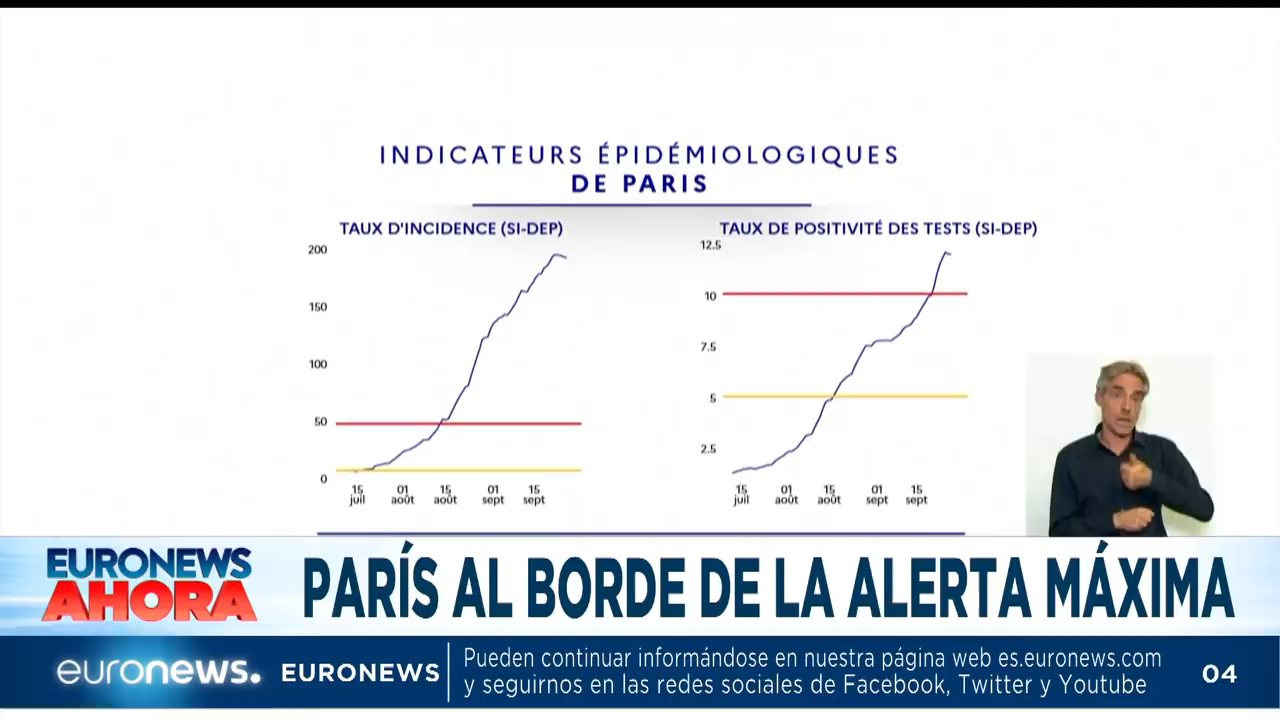 INDICATEURS ÉPIDÉMIOLOGIQUES
DE PARIS
TAUX D'INCIDENCE (SI-DEP)
200
150
100
50
0
15 juil
01 août
15 août
01 sept
15 sept
TAUX DE POSITIVITÉ DES TESTS (SI-DEP)
12.5
10
7.5
5
2.5
15 juil
01 août
15 août
01 sept
15 sept
EURONEWS
AHORA
PARÍS AL BORDE DE LA ALERTA MÁXIMA
euronews.
EURONEWS
Pueden continuar informándose en nuestra página web es.euronews.com
y seguirnos en las redes sociales de Facebook, Twitter y Youtube
04